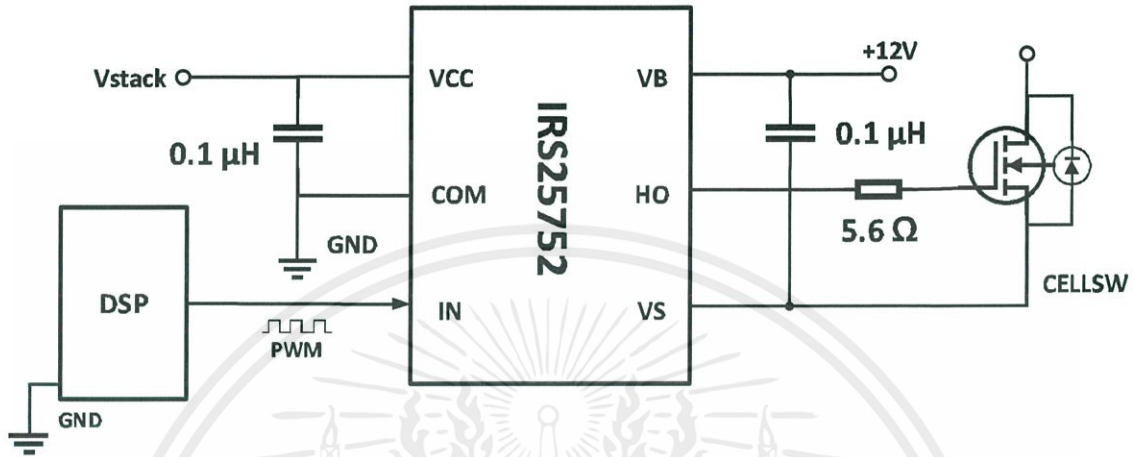 Vstack
VCC
0.1 µH
COM
GND
IN
IRS25752
VB
+12V
0.1 µH
HO
5.6 Ω
VS
CELLSW
DSP
PWM
GND